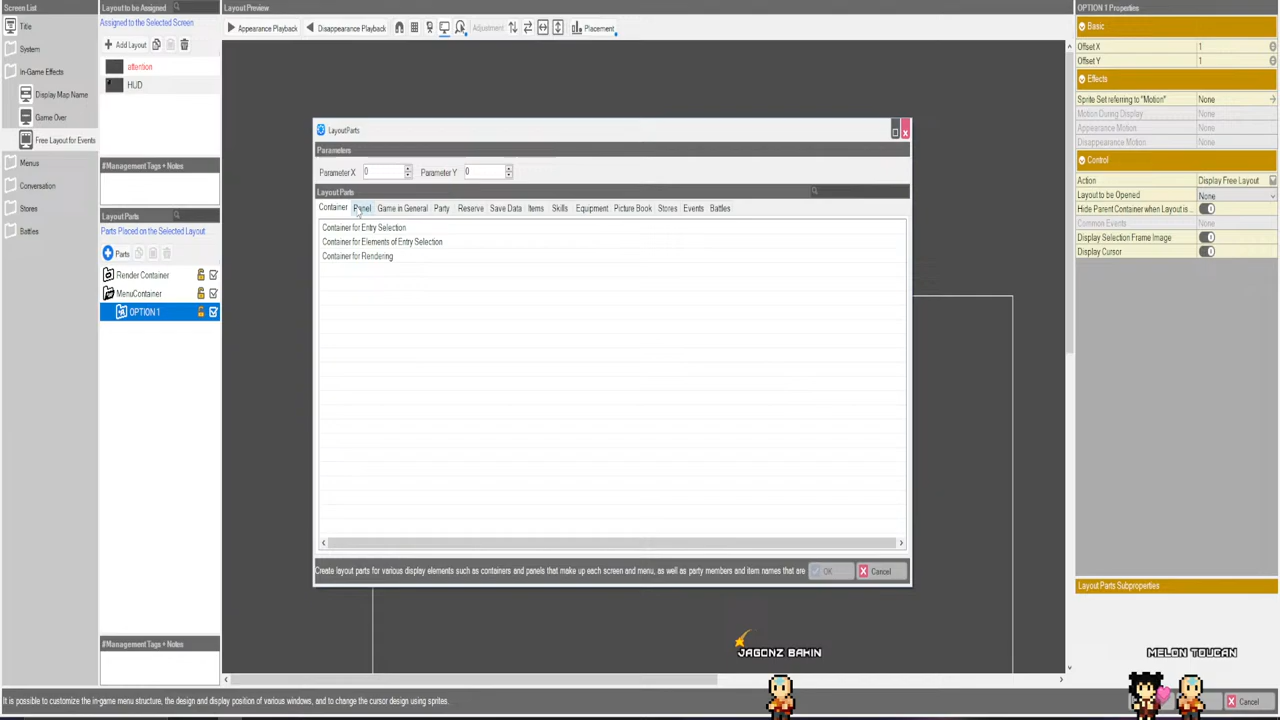 Screen List
Title
System
In-Game Effects
Display Map Name
Game Over
Free Layout for Events
Menus
Conversation
Stores
Battles
Layout to be Assigned
Assigned to the Selected Screen
Add Layout
attention
HUD
#Management Tags + Notes
Layout Parts
Parts Placed on the Selected Layout
Parts
Render Container
MenuContainer
OPTION 1
#Management Tags + Notes
Layout Preview
Appearance Playback
Disappearance Playback
Adjustment
Placement
LayoutParts
Parameters
Parameter X 0 Parameter Y 0
Layout Parts
Container Panel Game in General Party Reserve Save Data Items Skills Equipment Picture Book Stores Events Battles
Container for Entry Selection
Container for Elements of Entry Selection
Container for Rendering
Create layout parts for various display elements such as containers and panels that make up each screen and menu, as well as party members and item names that are
OK Cancel
OPTION 1 Properties
Basic
Offset X 1
Offset Y 1
Effects
Sprite Set referring to "Motion" None
Motion During Display
Appearance Motion
Disappearance Motion
Control
Action Display Free Layout
Layout to be Opened None
Hide Parent Container when Layout is...
Common Events None
Display Selection Frame Image
Display Cursor
Layout Parts Subproperties
JAGONZ BAKIN
MELON TOUCAN
It is possible to customize the in-game menu structure, the design and display position of various windows, and to change the cursor design using sprites.
Cancel